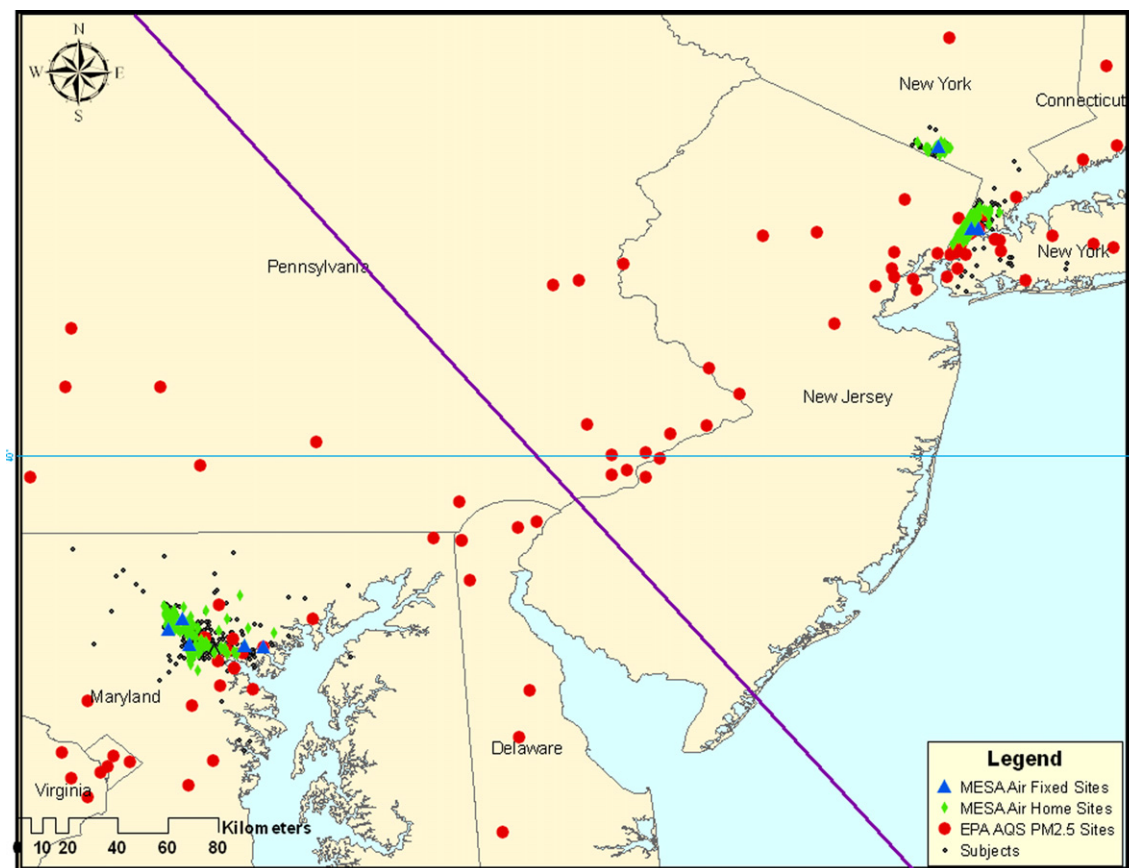 N
W E
S
New York
Connecticut
Pennsylvania
New York
New Jersey
40°
Maryland
Delaware
Virginia
Kilometers
0 10 20 40 60 80
Legend
MESA Air Fixed Sites
MESA Air Home Sites
EPA AQS PM2.5 Sites
Subjects